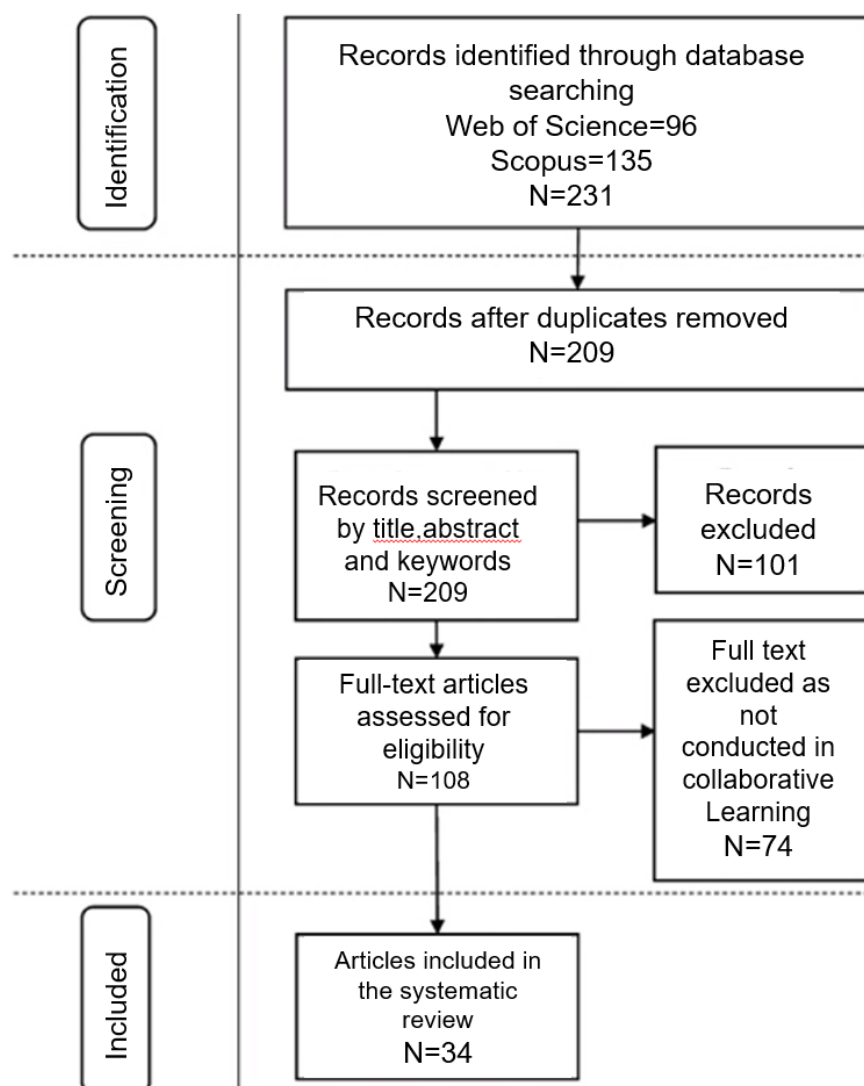 Identification
Records identified through database
searching
Web of Science=96
Scopus=135
N=231
Screening
Records after duplicates removed
N=209
Records screened
by title,abstract
and keywords
N=209
Records
excluded
N=101
Full-text articles
assessed for
eligibility
N=108
Full text
excluded as
not
conducted in
collaborative
Learning
N=74
Included
Articles included in
the systematic
review
N=34